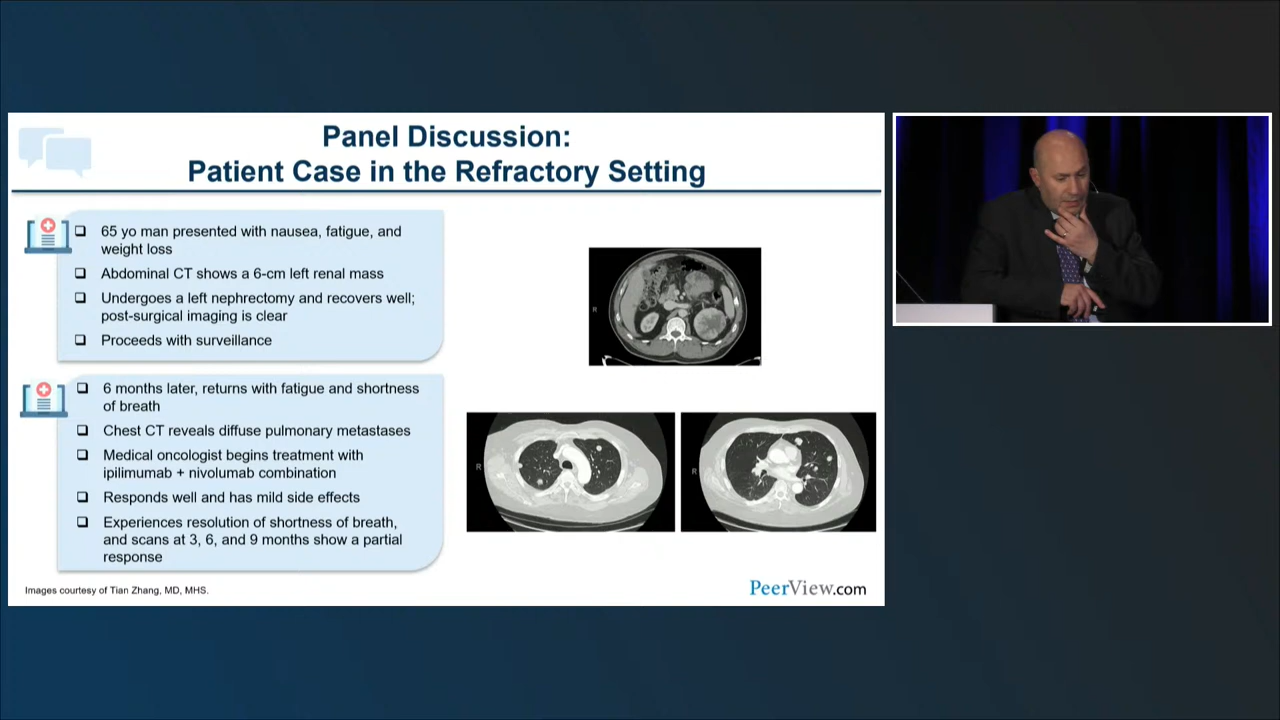 Panel Discussion:
Patient Case in the Refractory Setting
65 yo man presented with nausea, fatigue, and
weight loss
Abdominal CT shows a 6-cm left renal mass
Undergoes a left nephrectomy and recovers well;
post-surgical imaging is clear
Proceeds with surveillance
6 months later, returns with fatigue and shortness
of breath
Chest CT reveals diffuse pulmonary metastases
Medical oncologist begins treatment with
ipilimumab + nivolumab combination
Responds well and has mild side effects
Experiences resolution of shortness of breath,
and scans at 3, 6, and 9 months show a partial
response
R
R
R
Images courtesy of Tian Zhang, MD, MHS.
PeerView.com